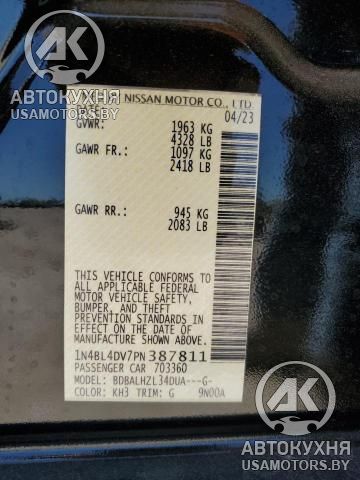 AK
АВТОКУХНЯ
USAMOTORS.BY
NISSAN MOTOR CO., LTD.
04/23
GVWR: 1963 KG
4328 LB
GAWR FR.: 1097 KG
2418 LB
GAWR RR.: 945 KG
2083 LB
THIS VEHICLE CONFORMS TO
ALL APPLICABLE FEDERAL
MOTOR VEHICLE SAFETY,
BUMPER, AND THEFT
PREVENTION STANDARDS IN
EFFECT ON THE DATE OF
MANUFACTURE SHOWN ABOVE.
1N4BL4DV7PN387811
PASSENGER CAR 703360
MODEL: BDBALHZL34DUA---G-
COLOR: KH3 TRIM: G 9N00A
AK
АВТОКУХНЯ
USAMOTORS.BY